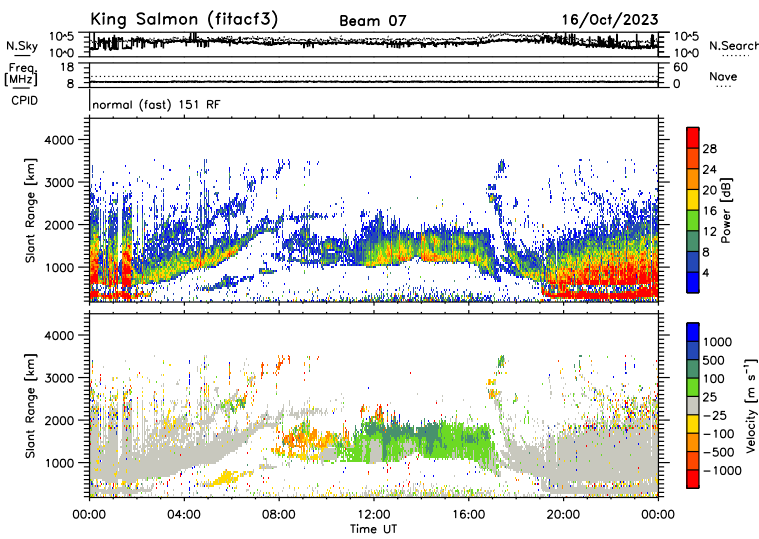 King Salmon (fitacf3) Beam 07 16/Oct/2023
N.Sky 10^5 10^0 10^5 10^0 N.Search
Freq. [MHz] 18 8 60 0 Nave
CPID normal (fast) 151 RF
Slant Range [km] 4000 3000 2000 1000
Power [dB] 28 24 20 16 12 8 4
Slant Range [km] 4000 3000 2000 1000
Velocity [m s^-1] 1000 500 100 25 -25 -100 -500 -1000
00:00 04:00 08:00 12:00 16:00 20:00 00:00
Time UT